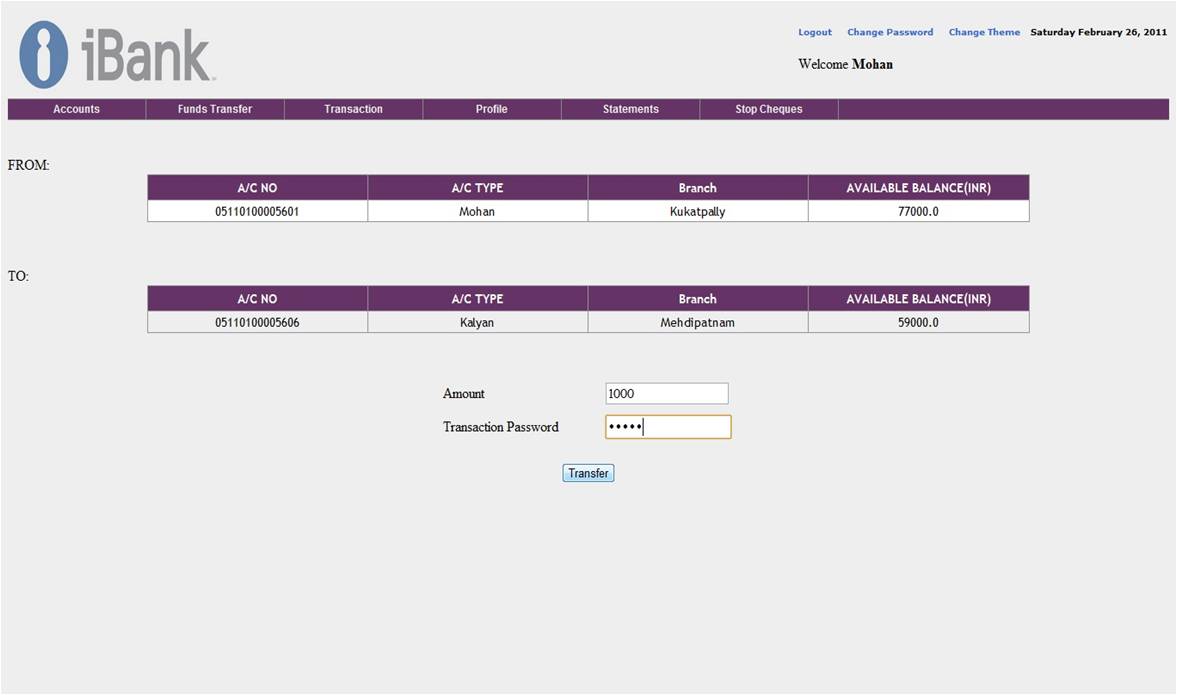 iBank
Logout Change Password Change Theme Saturday February 26, 2011
Welcome Mohan
Accounts Funds Transfer Transaction Profile Statements Stop Cheques
FROM:
A/C NO A/C TYPE Branch AVAILABLE BALANCE(INR)
05110100005601 Mohan Kukatpally 77000.0
TO:
A/C NO A/C TYPE Branch AVAILABLE BALANCE(INR)
05110100005606 Kalyan Mehdipatnam 59000.0
Amount 1000
Transaction Password •••••
Transfer